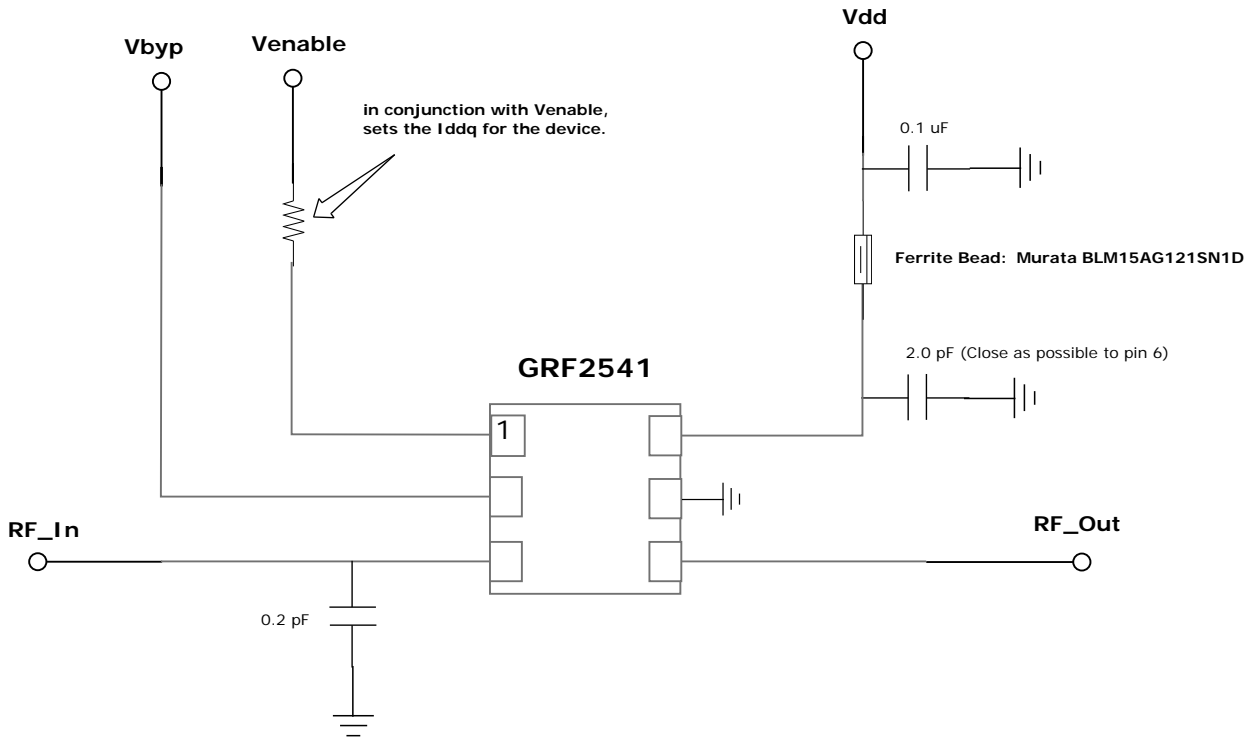 Vdd
Vbyp
Venable
in conjunction with Venable,
sets the Iddq for the device.
0.1 uF
Ferrite Bead: Murata BLM15AG121SN1D
2.0 pF (Close as possible to pin 6)
GRF2541
1
RF_In
RF_Out
0.2 pF